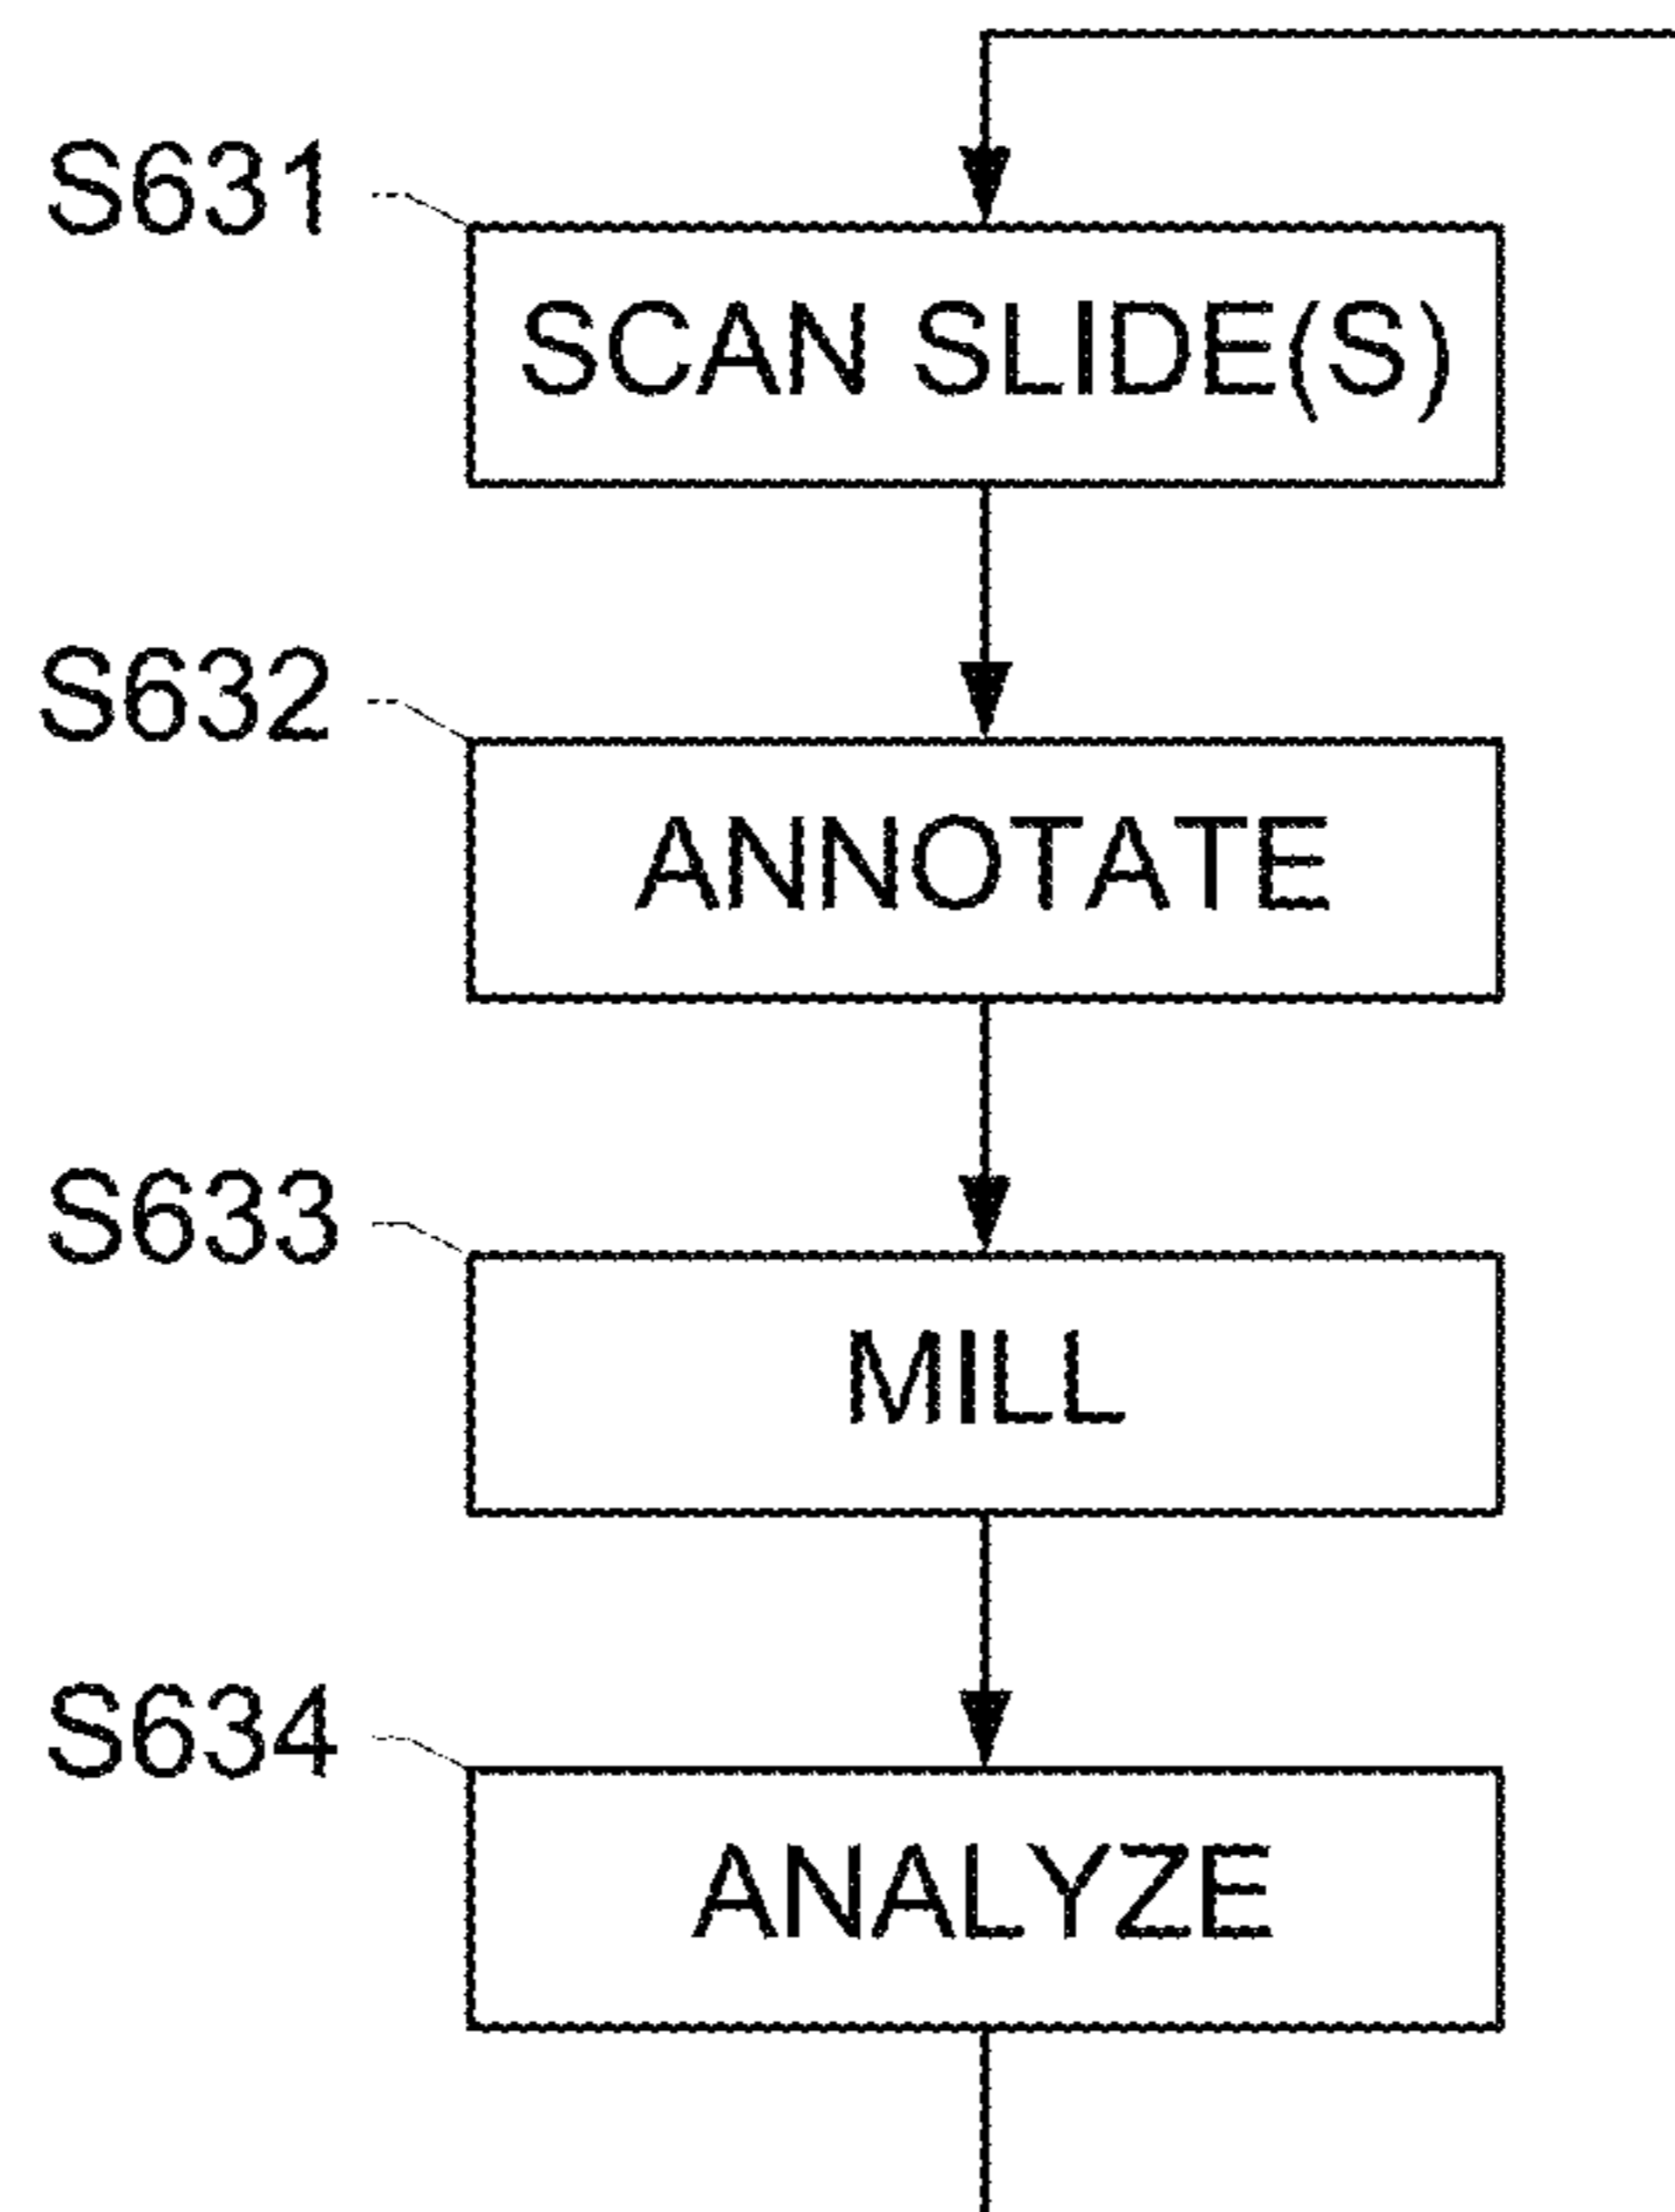 S631
SCAN SLIDE(S)
S632
ANNOTATE
S633
MILL
S634
ANALYZE